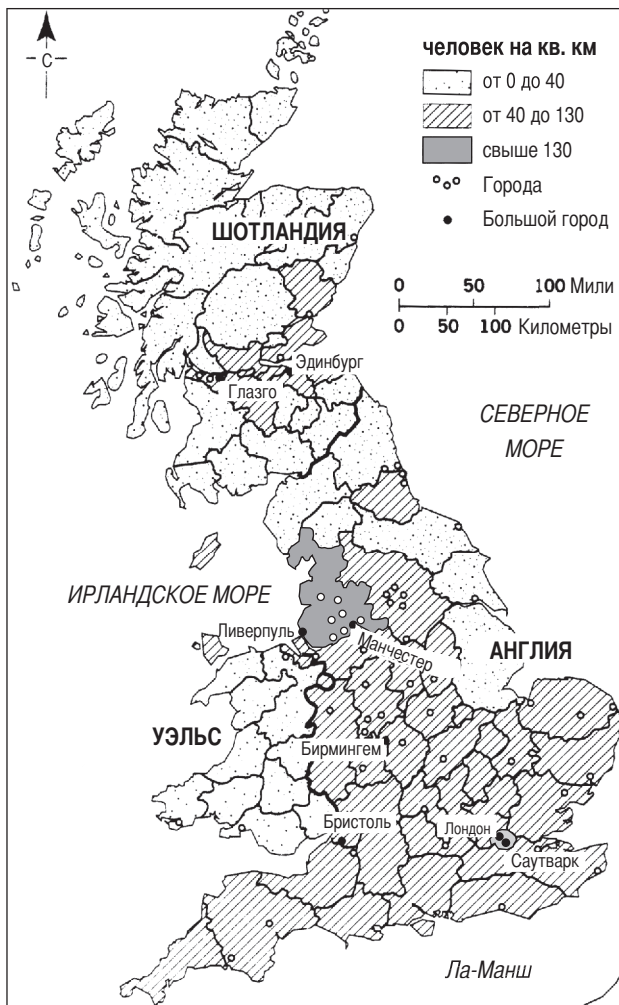 С
человек на кв. км
от 0 до 40
от 40 до 130
свыше 130
Города
Большой город
0 50 100 Мили
0 50 100 Километры
ШОТЛАНДИЯ
Эдинбург
Глазго
СЕВЕРНОЕ
МОРЕ
ИРЛАНДСКОЕ МОРЕ
Ливерпуль
Манчестер
АНГЛИЯ
УЭЛЬС
Бирмингем
Бристоль
Лондон
Саутварк
Ла-Манш